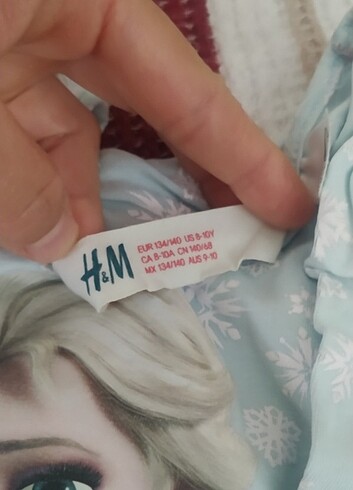 H&M
EUR 134/140 US 8-10Y
CA 8-10A CN 140/68
MX 134/140 AUS 9-10